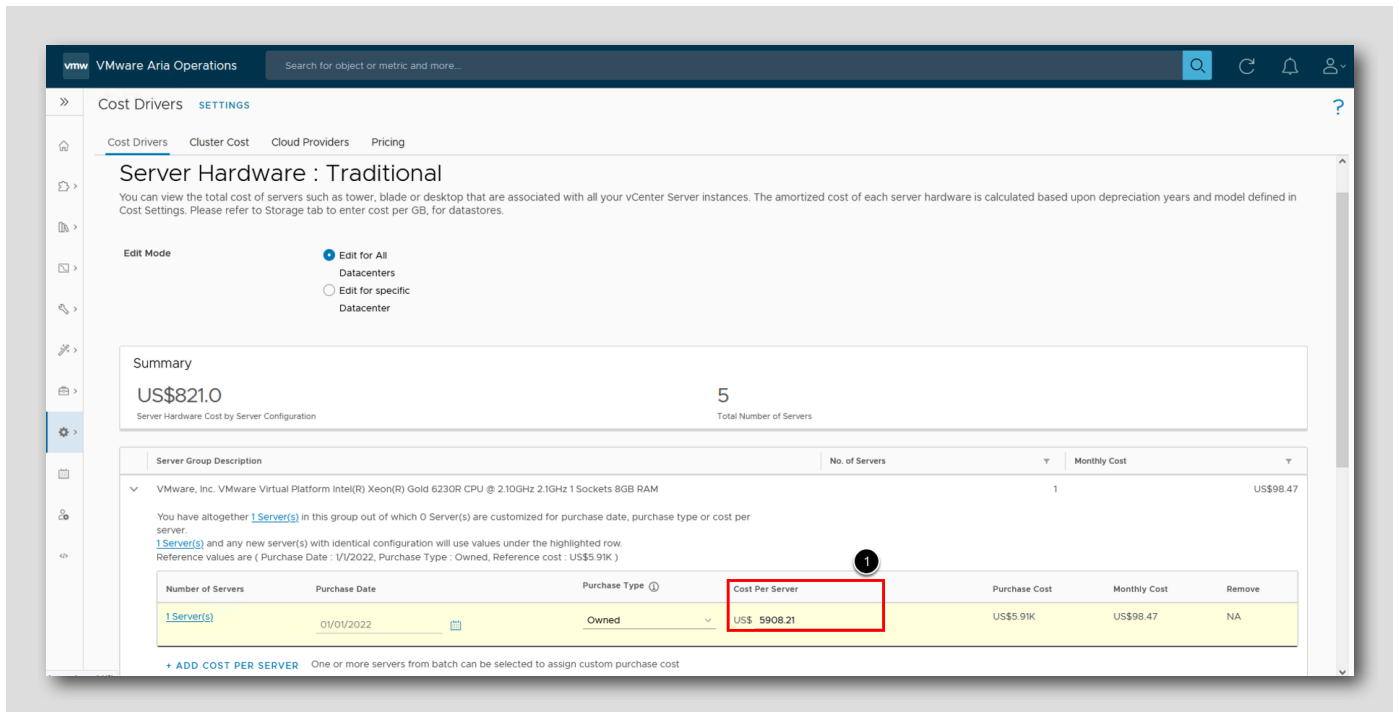 vmw VMware Aria Operations Search for object or metric and more...
Cost Drivers SETTINGS ?
Cost Drivers Cluster Cost Cloud Providers Pricing
Server Hardware : Traditional
You can view the total cost of servers such as tower, blade or desktop that are associated with all your vCenter Server instances. The amortized cost of each server hardware is calculated based upon depreciation years and model defined in
Cost Settings. Please refer to Storage tab to enter cost per GB, for datastores.
Edit Mode Edit for All
Datacenters
Edit for specific
Datacenter
Summary
US$821.0 5
Server Hardware Cost by Server Configuration Total Number of Servers
Server Group Description No. of Servers Monthly Cost
VMware, Inc. VMware Virtual Platform Intel(R) Xeon(R) Gold 6230R CPU @ 2.10GHz 2.1GHz 1 Sockets 8GB RAM 1 US$98.47
You have altogether 1 Server(s) in this group out of which 0 Server(s) are customized for purchase date, purchase type or cost per
server.
1 Server(s) and any new server(s) with identical configuration will use values under the highlighted row.
Reference values are ( Purchase Date : 1/1/2022, Purchase Type : Owned, Reference cost : US$5.91K )
1
Number of Servers Purchase Date Purchase Type Cost Per Server Purchase Cost Monthly Cost Remove
1 Server(s) 01/01/2022 Owned US$ 5908.21 US$5.91K US$98.47 NA
+ ADD COST PER SERVER One or more servers from batch can be selected to assign custom purchase cost